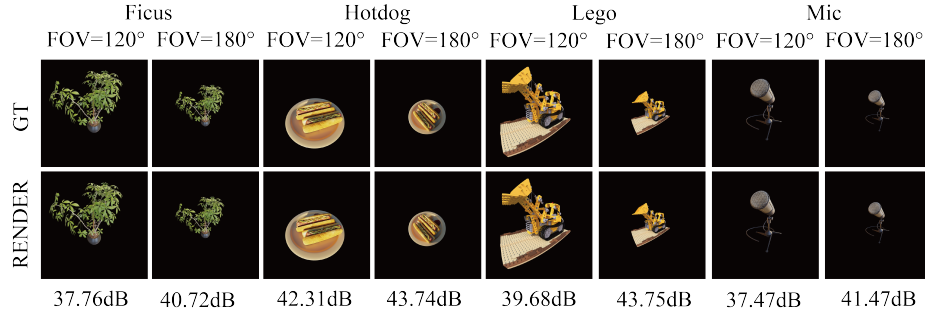 Ficus Hotdog Lego Mic
FOV=120° FOV=180° FOV=120° FOV=180° FOV=120° FOV=180° FOV=120° FOV=180°
GT
RENDER
37.76dB 40.72dB 42.31dB 43.74dB 39.68dB 43.75dB 37.47dB 41.47dB